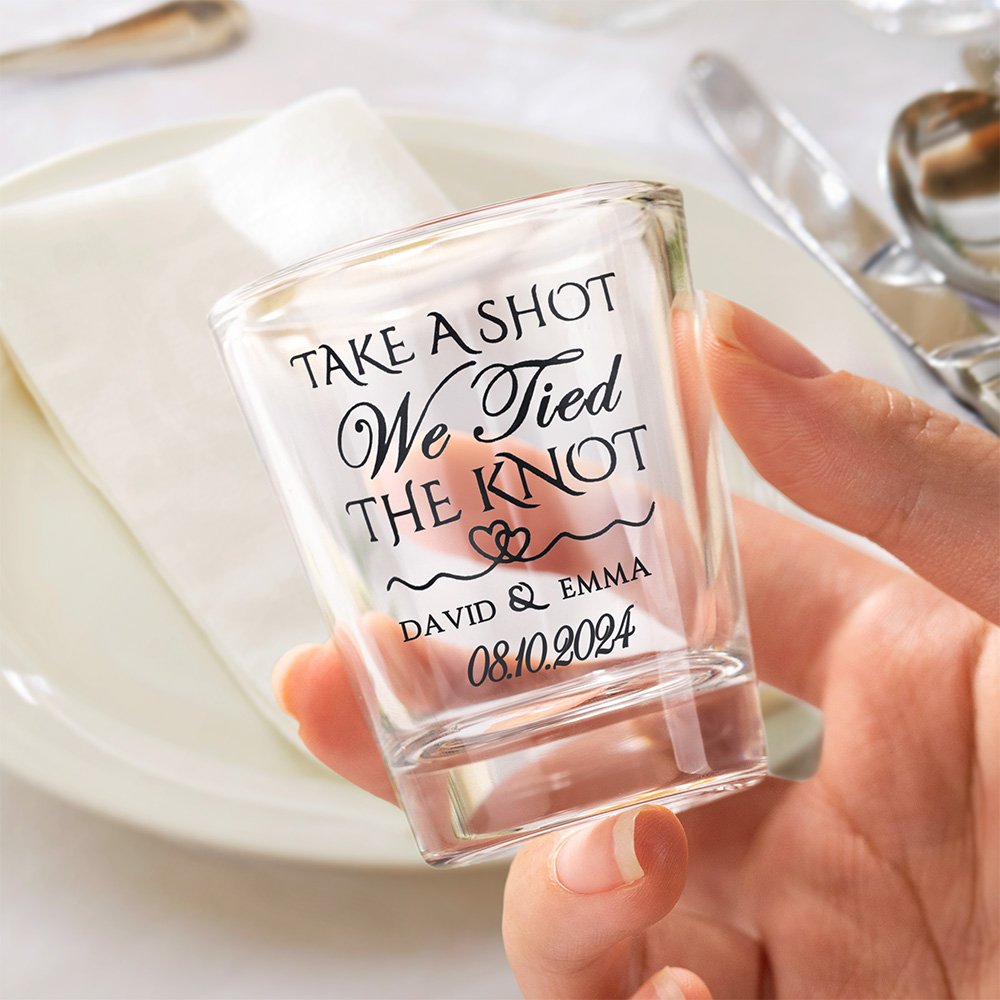 TAKE A SHOT
We Tied
THE KNOT
DAVID & EMMA
08.10.2024